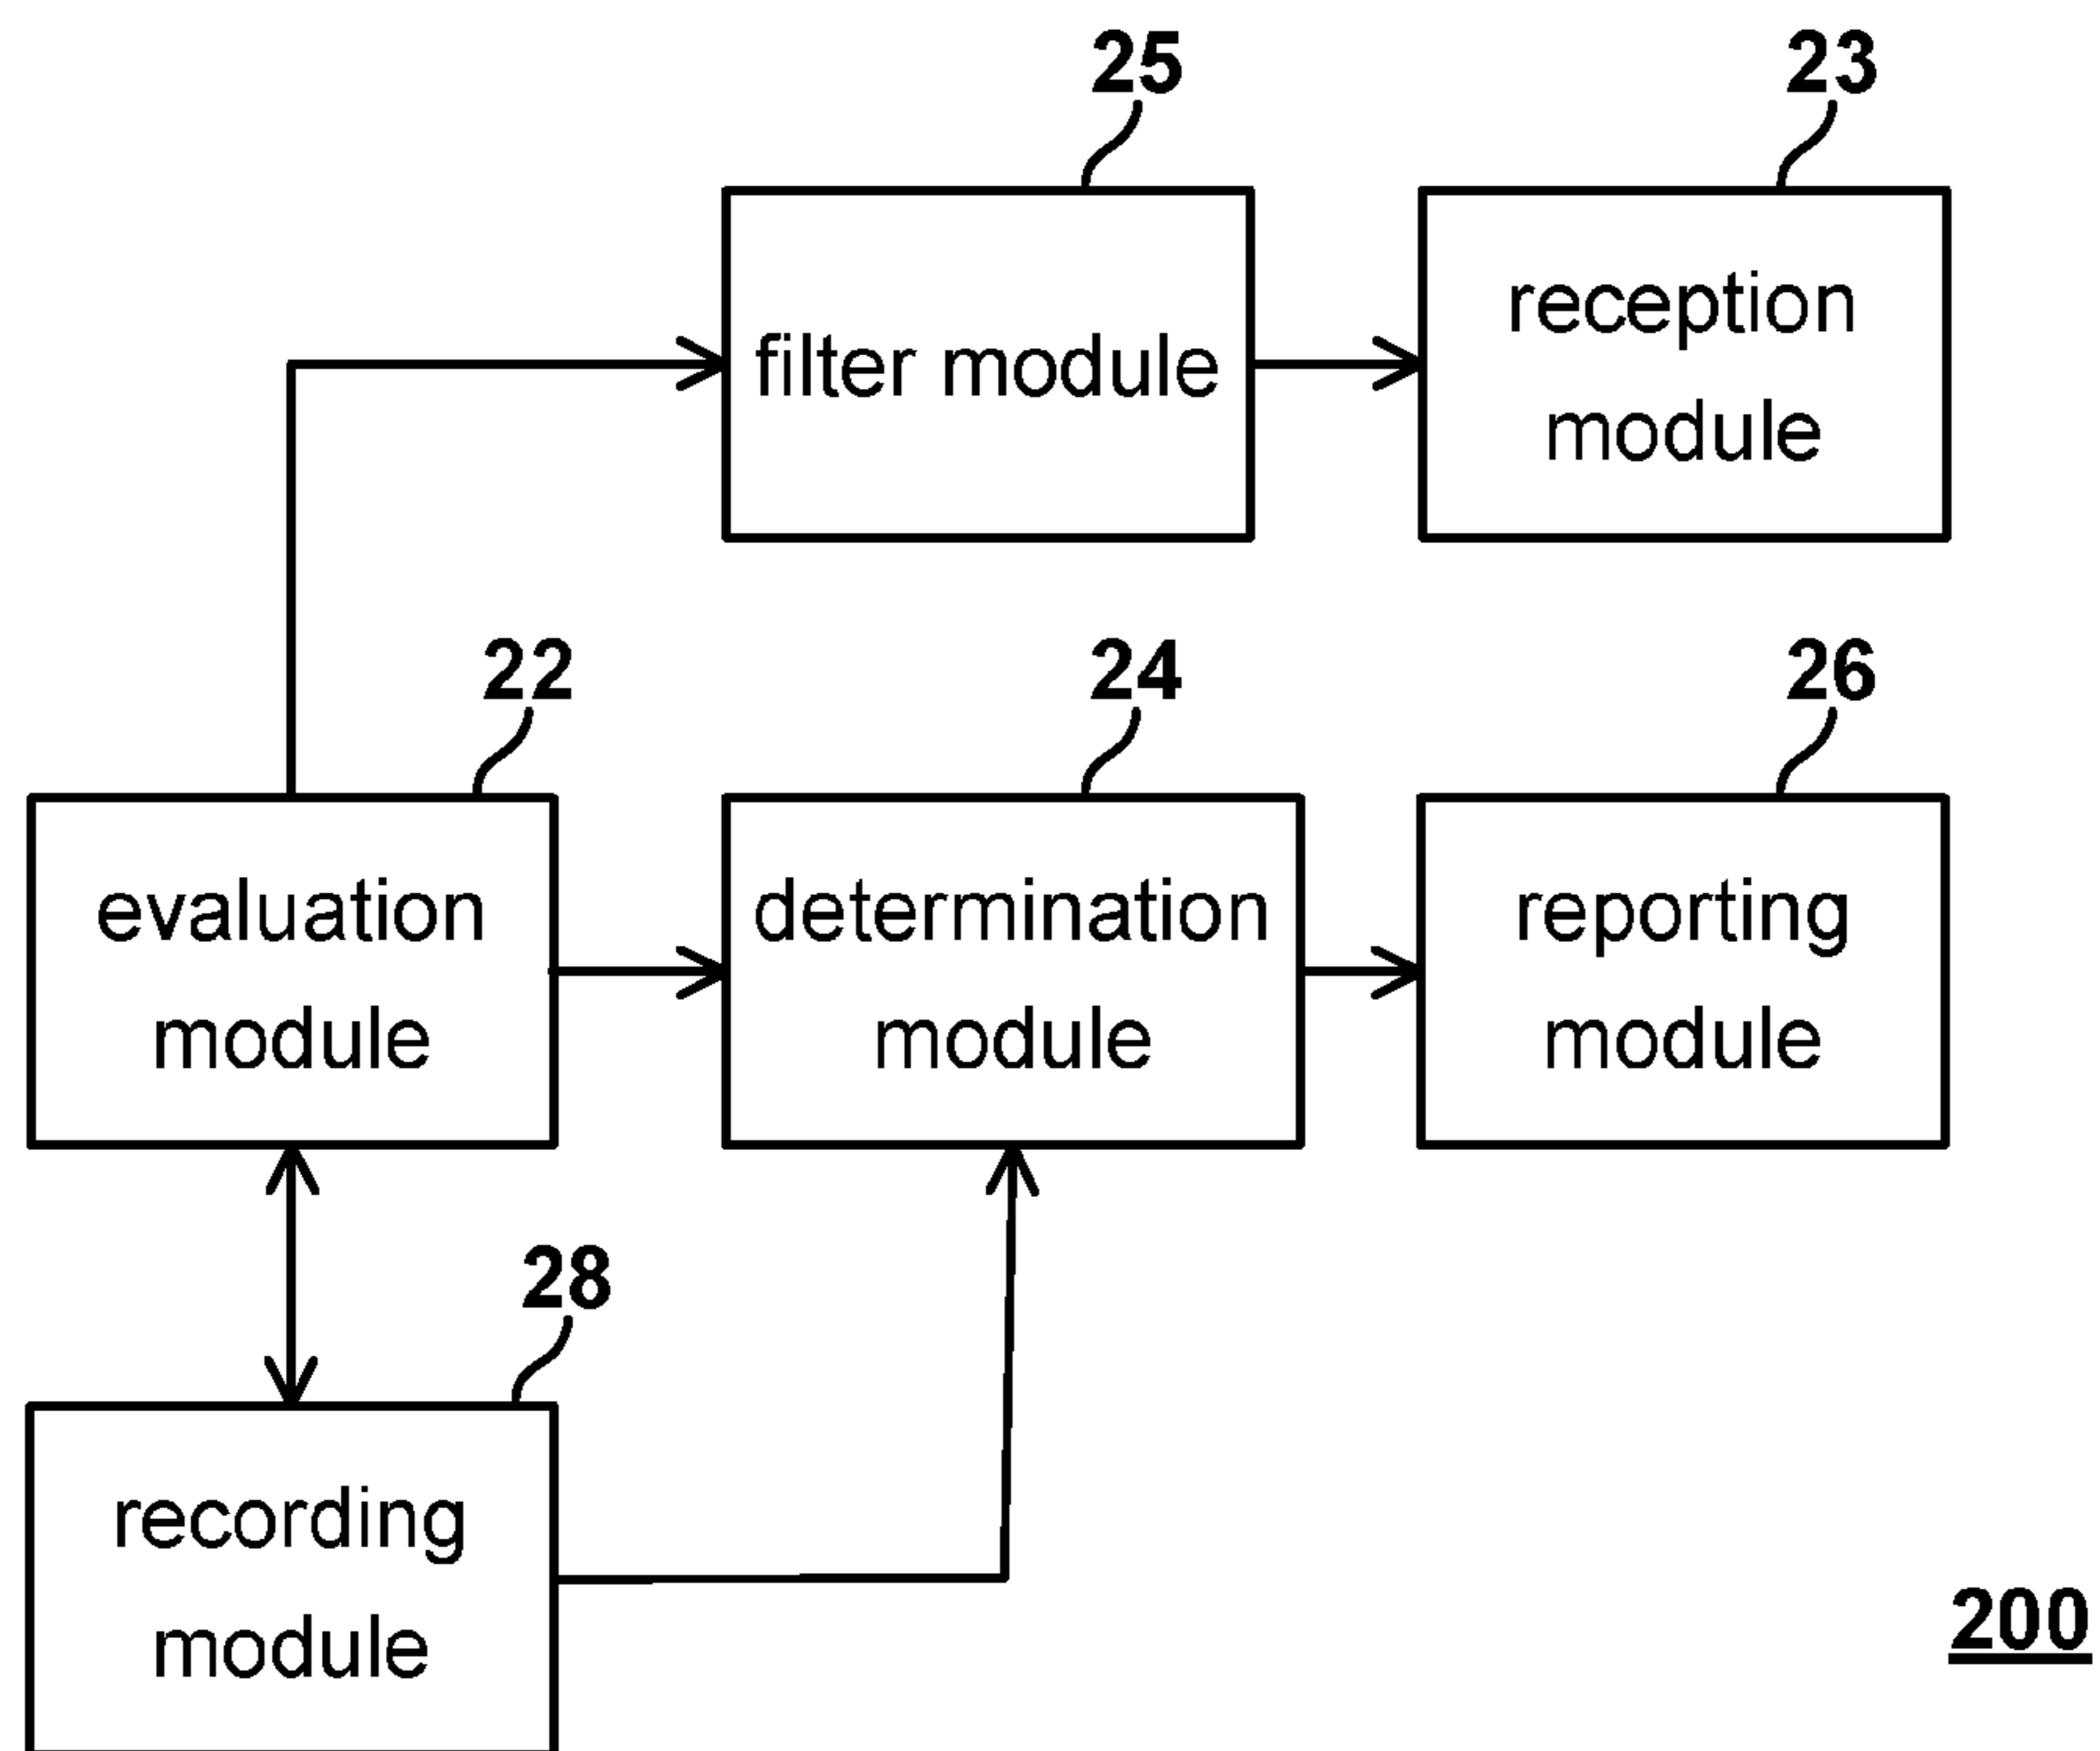 25
23
filter module
reception
module
22
24
26
evaluation
module
determination
module
reporting
module
28
recording
module
200